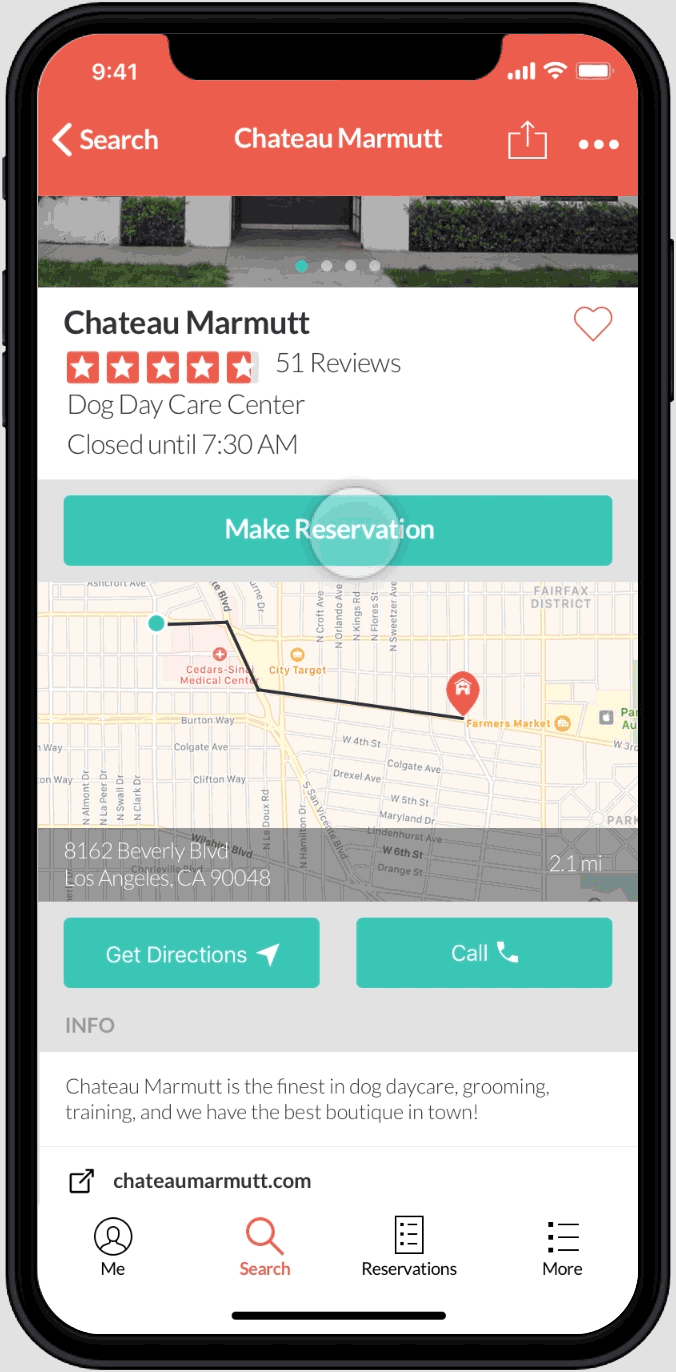 9:41
Search
Chateau Marmutt
Chateau Marmutt
51 Reviews
Dog Day Care Center
Closed until 7:30 AM
Make Reservation
Ashcroft Ave
FAIRFAX
DISTRICT
N Croft Ave
N Orlando Ave
N Kings Rd
N Flores St
N Sweetzer Ave
Cedars-Sinai
Medical Center
City Target
Burton Way
Farmers Market
W 4th St
Colgate Ave
Colgate Ave
Drexel Ave
Clifton Way
W 5th St
Maryland Dr
N Almont Dr
N La Peer Dr
N Swall Dr
N Clark Dr
N Le Doux Rd
N Hamilton Dr
S San Vicente Blvd
PARK
Lindenhurst Ave
Wilshire Blvd
W 6th St
Orange St
Charleville Blvd
8162 Beverly Blvd
Los Angeles, CA 90048
2.1 mi
Get Directions
Call
INFO
Chateau Marmutt is the finest in dog daycare, grooming,
training, and we have the best boutique in town!
chateaumarmutt.com
Me
Search
Reservations
More